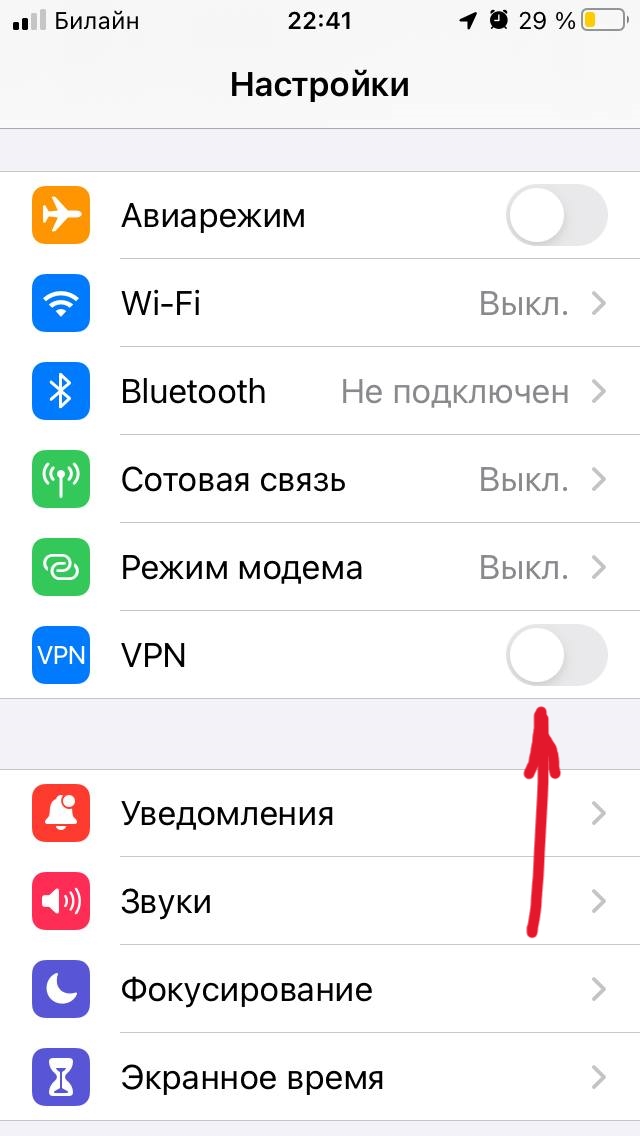 Билайн 22:41 29 %
Настройки
Авиарежим
Wi-Fi Выкл.
Bluetooth Не подключен
Сотовая связь Выкл.
Режим модема Выкл.
VPN VPN
Уведомления
Звуки
Фокусирование
Экранное время